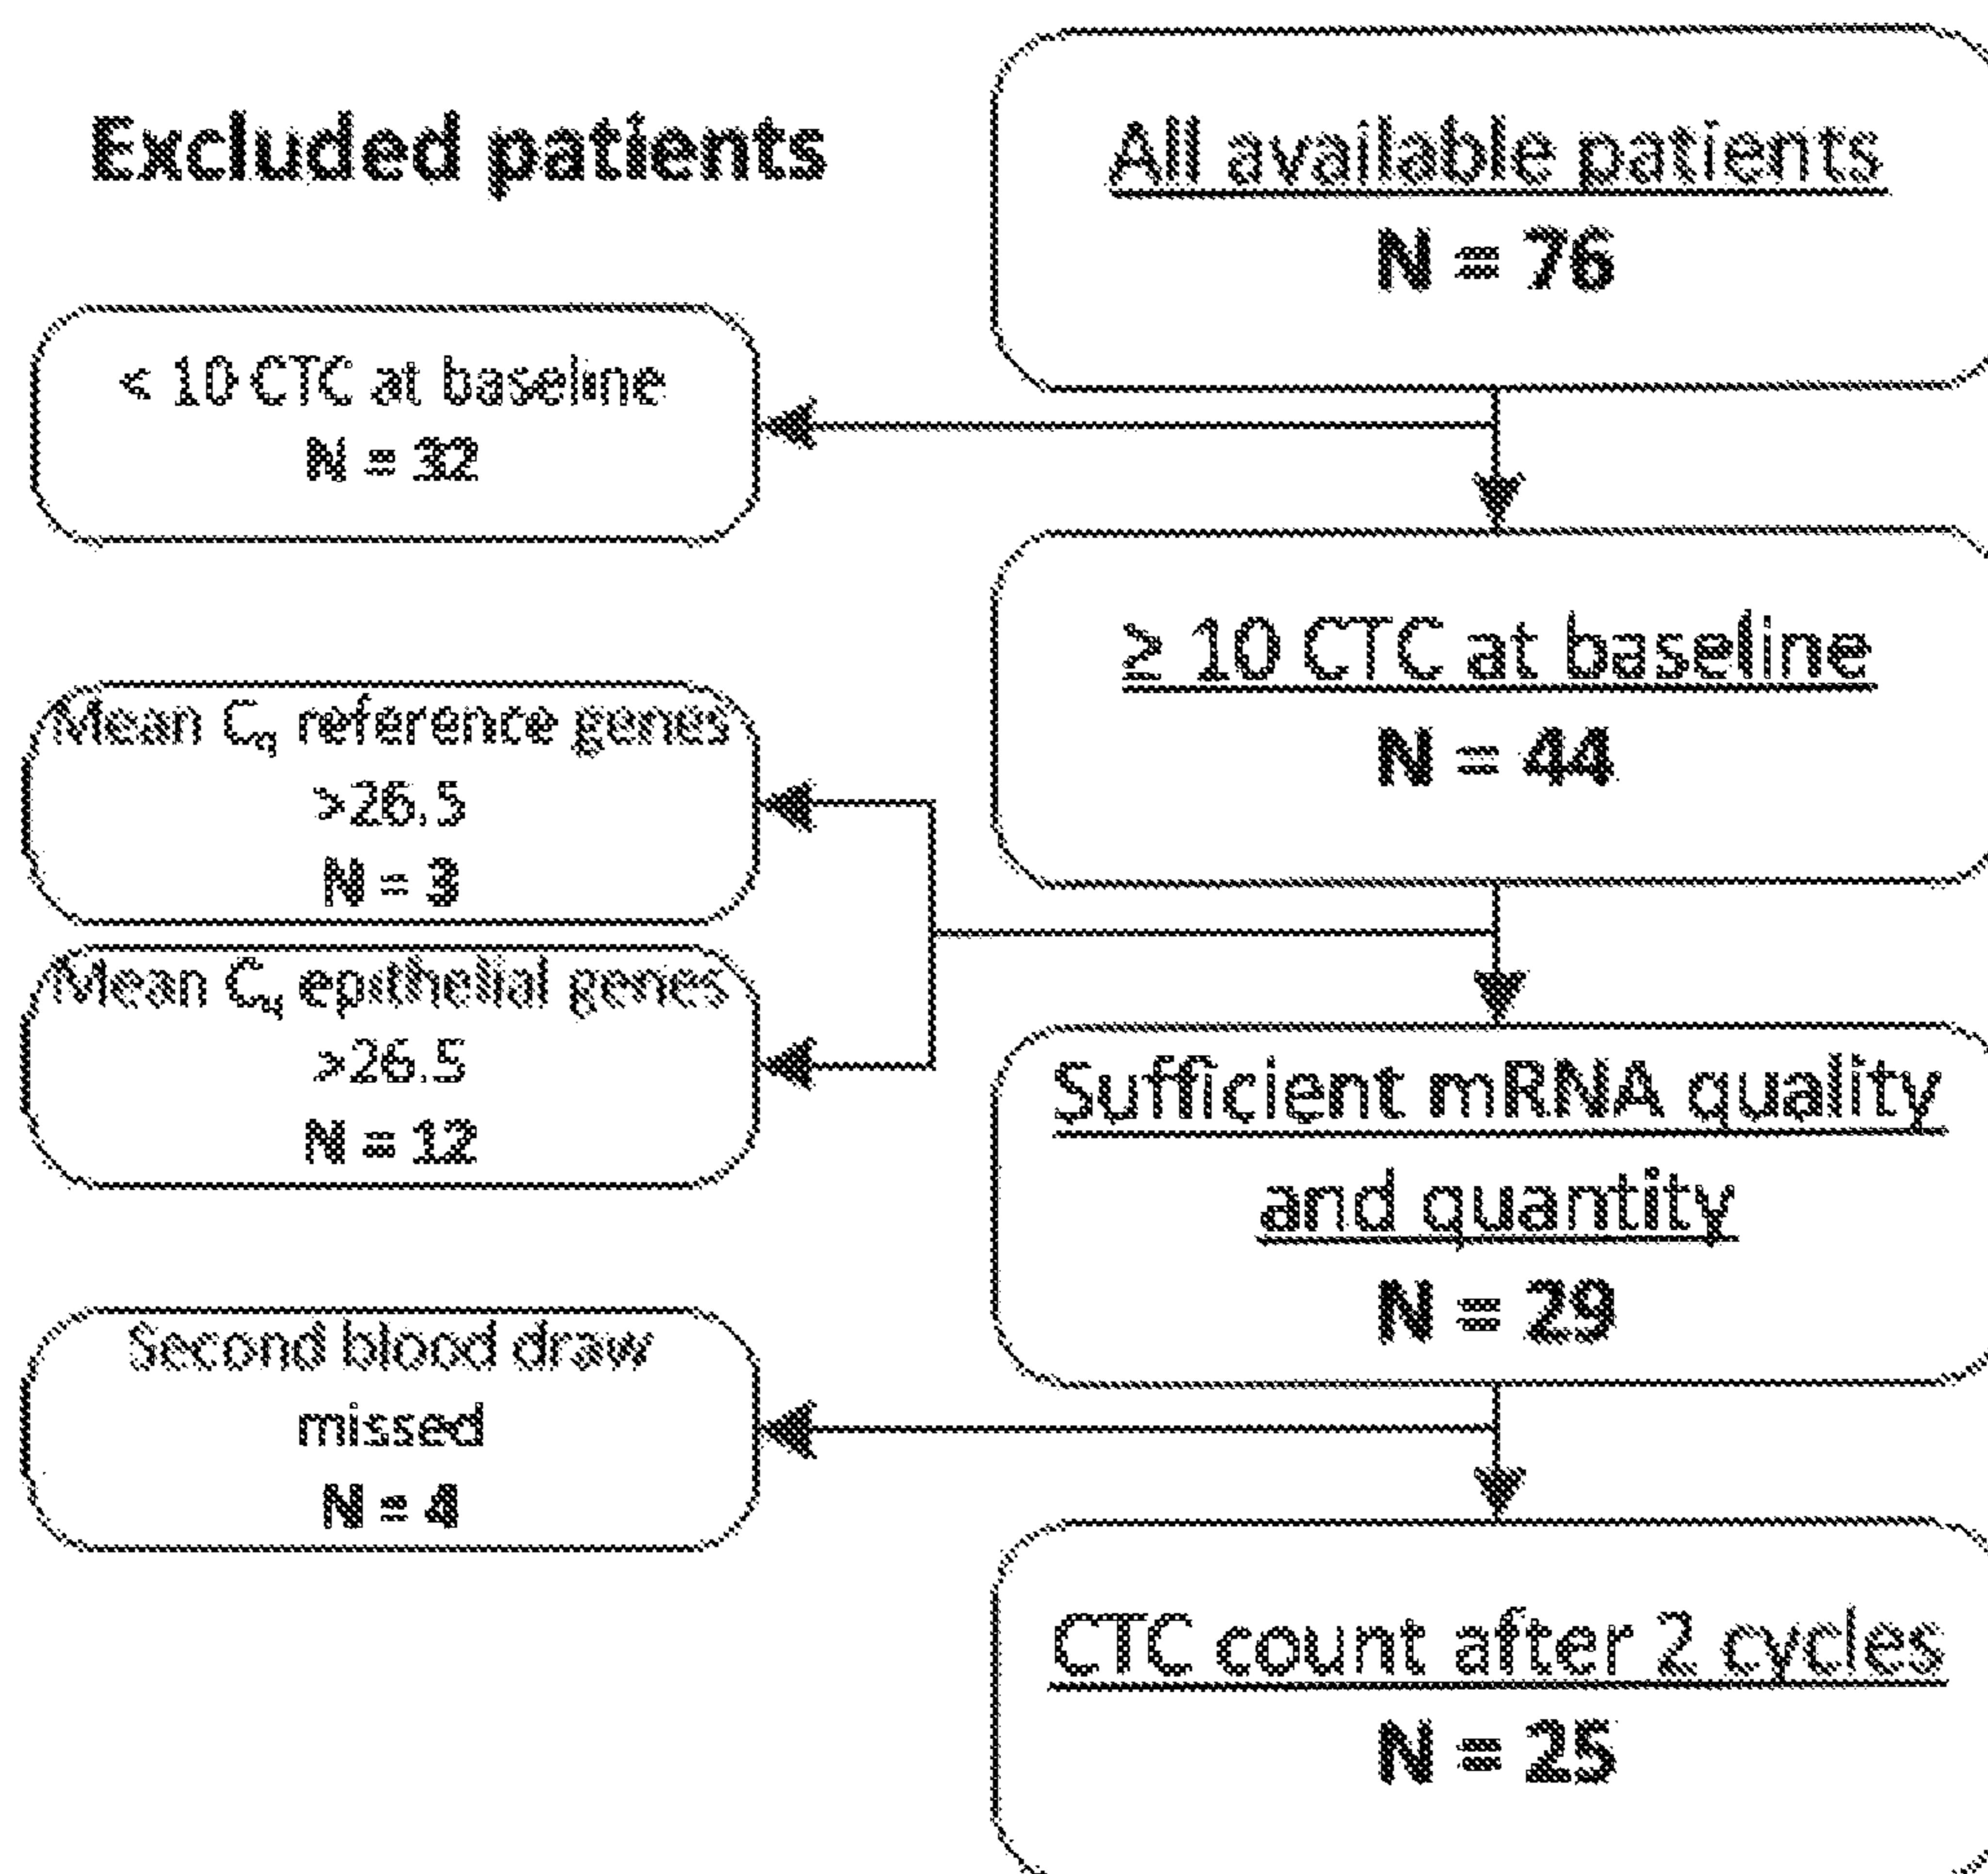 Excluded patients
All available patients
N = 76
< 10 CTC at baseline
N = 32
≥ 10 CTC at baseline
N = 44
Mean Cq reference genes
>26.5
N = 3
Mean Cq epithelial genes
>26.5
N = 12
Sufficient mRNA quality
and quantity
N = 29
Second blood draw
missed
N = 4
CTC count after 2 cycles
N = 25